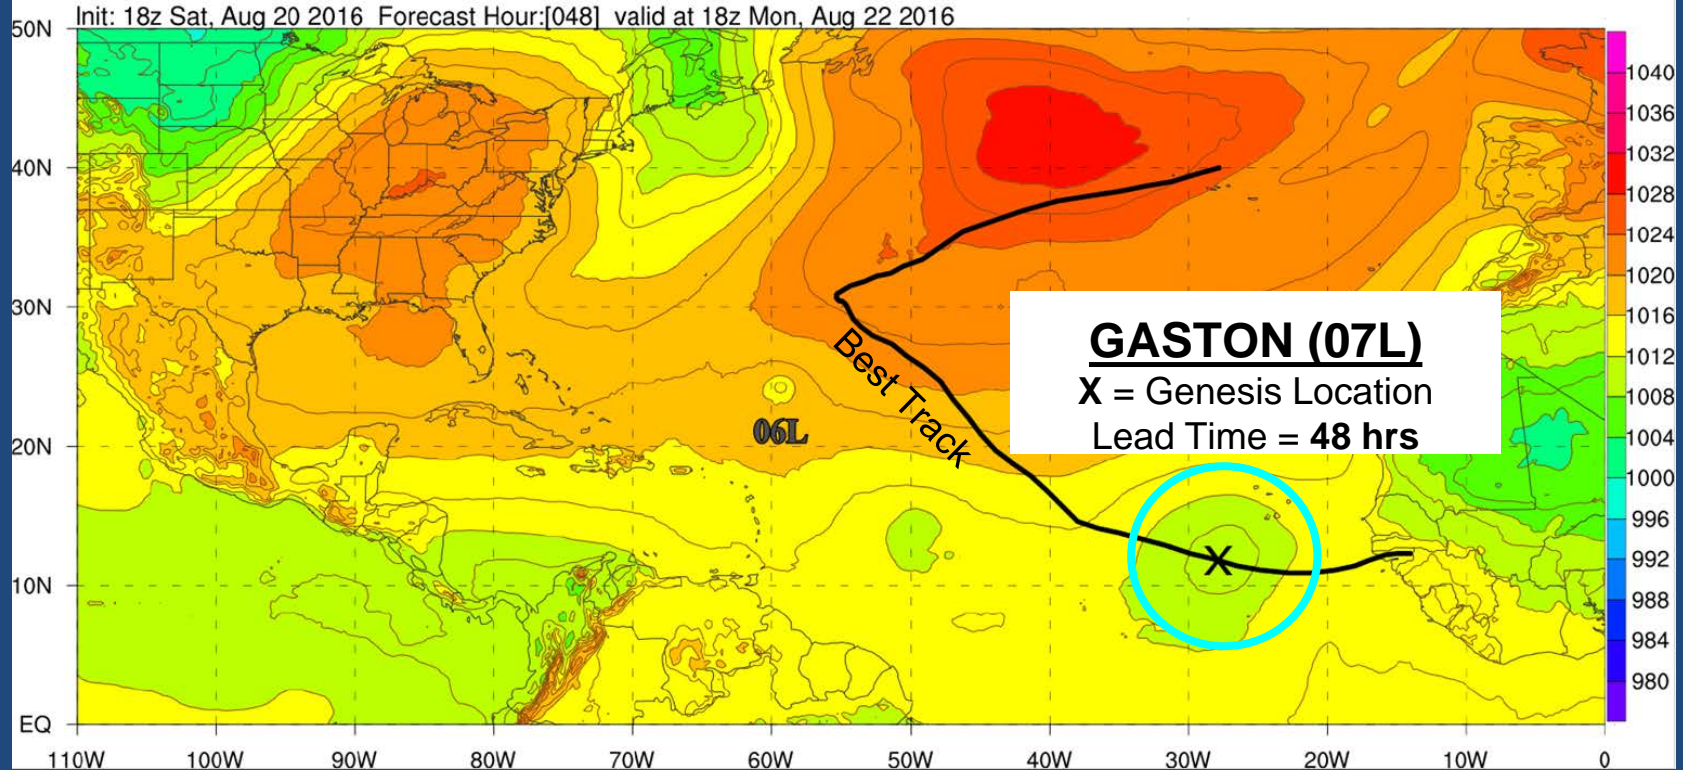 Init: 18z Sat, Aug 20 2016 Forecast Hour:[048] valid at 18z Mon, Aug 22 2016
50N
40N
30N
20N
10N
EQ
GASTON (07L)
X = Genesis Location
Lead Time = 48 hrs
Best Track
06L
X
1040
1036
1032
1028
1024
1020
1016
1012
1008
1004
1000
996
992
988
984
980
110W 100W 90W 80W 70W 60W 50W 40W 30W 20W 10W 0